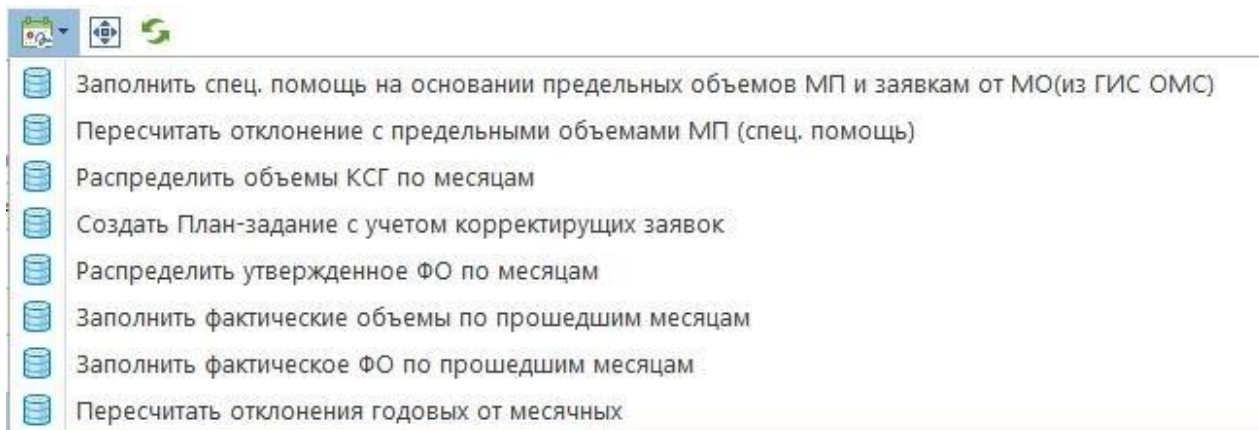 Заполнить спец. помощь на основании предельных объемов МП и заявкам от МО(из ГИС ОМС)
Пересчитать отклонение с предельными объемами МП (спец. помощь)
Распределить объемы КСГ по месяцам
Создать План-задание с учетом корректирущих заявок
Распределить утвержденное ФО по месяцам
Заполнить фактические объемы по прошедшим месяцам
Заполнить фактическое ФО по прошедшим месяцам
Пересчитать отклонения годовых от месячных